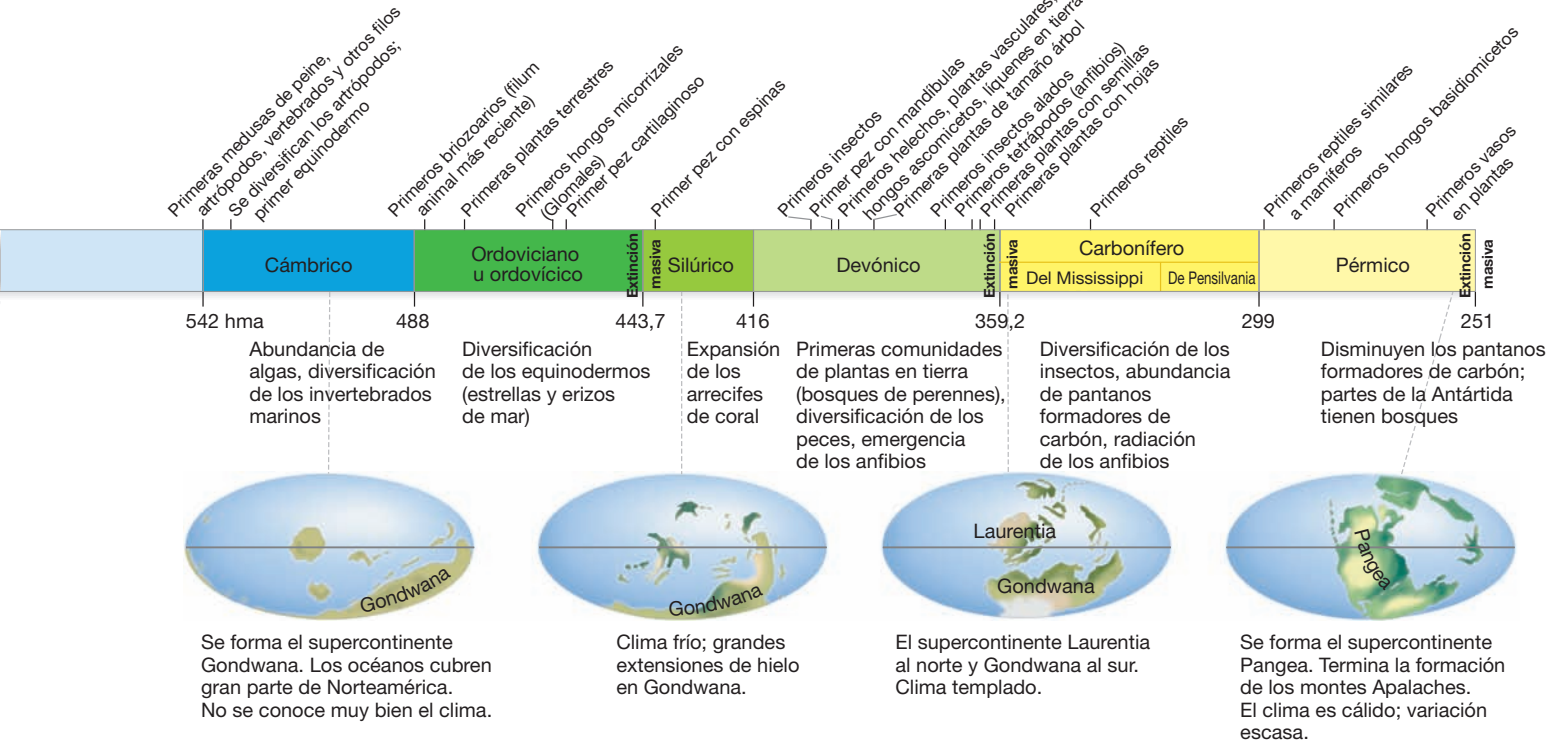 Primeras medusas de peine,
artrópodos, vertebrados y otros filos
Se diversifican los artrópodos;
primer equinodermo
Primeros briozoarios (filum
animal más reciente)
Primeras plantas terrestres
Primeros hongos micorrizales
(Glomales)
Primer pez cartilaginoso
Primer pez con espinas
Primeros insectos
Primer pez con mandíbulas
Primeros helechos, plantas vasculares,
hongos ascomicetos, líquenes en tierra
Primeras plantas de tamaño árbol
Primeros insectos alados
Primeros tetrápodos (anfibios)
Primeras plantas con semillas
Primeras plantas con hojas
Primeros reptiles
Primeros reptiles similares
a mamíferos
Primeros hongos basidiomicetos
Primeros vasos
en plantas
Cámbrico
Ordoviciano
u ordovícico
Extinción
masiva
Silúrico
Devónico
Extinción
masiva
Carbonífero
Del Mississippi
De Pensilvania
Pérmico
Extinción
masiva
542 hma
488
443,7
416
359,2
299
251
Abundancia de
algas, diversificación
de los invertebrados
marinos
Diversificación
de los equinodermos
(estrellas y erizos
de mar)
Expansión
de los
arrecifes
de coral
Primeras comunidades
de plantas en tierra
(bosques de perennes),
diversificación de los
peces, emergencia
de los anfibios
Diversificación de los
insectos, abundancia
de pantanos
formadores de
carbón, radiación
de los anfibios
Disminuyen los pantanos
formadores de carbón;
partes de la Antártida
tienen bosques
Gondwana
Gondwana
Laurentia
Gondwana
Pangea
Se forma el supercontinente
Gondwana. Los océanos cubren
gran parte de Norteamérica.
No se conoce muy bien el clima.
Clima frío; grandes
extensiones de hielo
en Gondwana.
El supercontinente Laurentia
al norte y Gondwana al sur.
Clima templado.
Se forma el supercontinente
Pangea. Termina la formación
de los montes Apalaches.
El clima es cálido; variación
escasa.